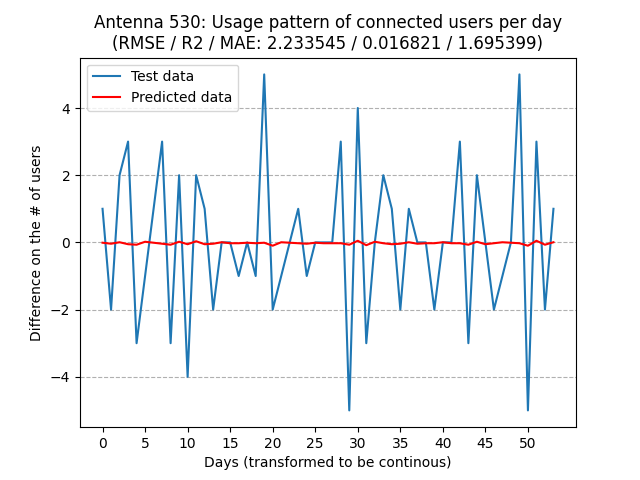 Antenna 530: Usage pattern of connected users per day
(RMSE / R2 / MAE: 2.233545 / 0.016821 / 1.695399)
Test data
Predicted data
Difference on the # of users
4
2
0
−2
−4
0 5 10 15 20 25 30 35 40 45 50
Days (transformed to be continous)